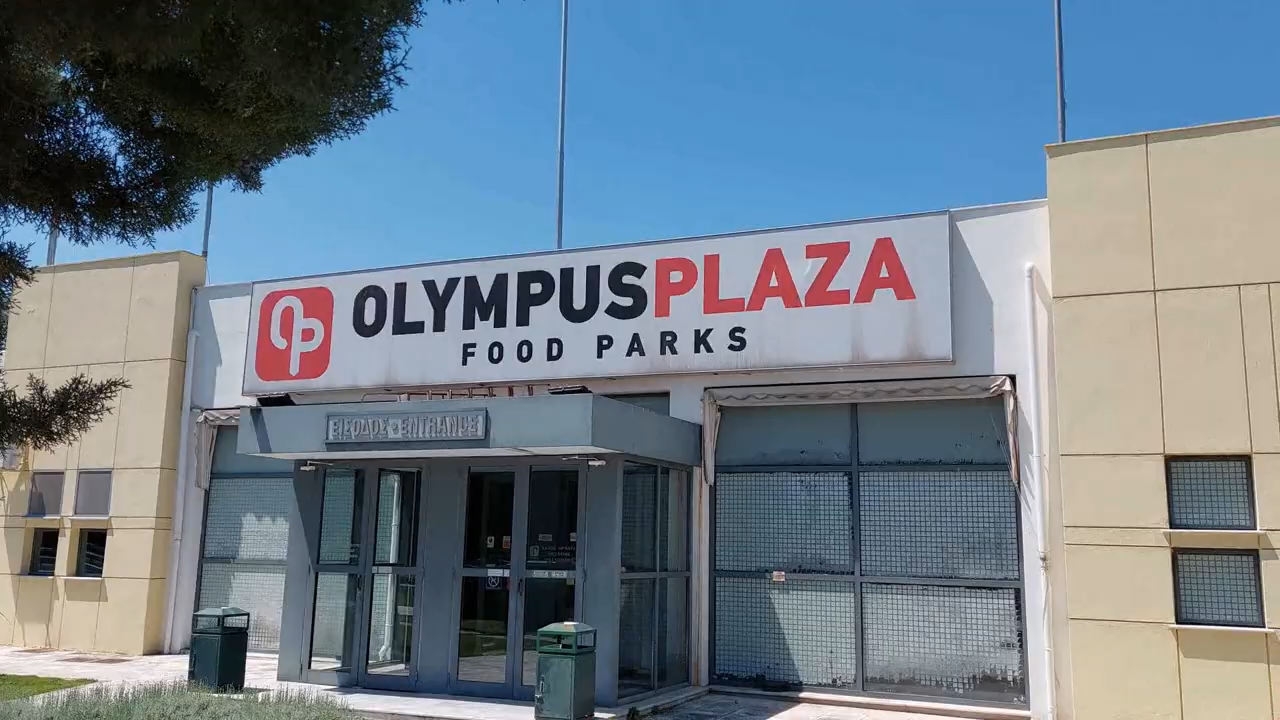 OLYMPUSPLAZA
FOOD PARKS
ΕΙΣΟΔΟΣ - ENTRANCE